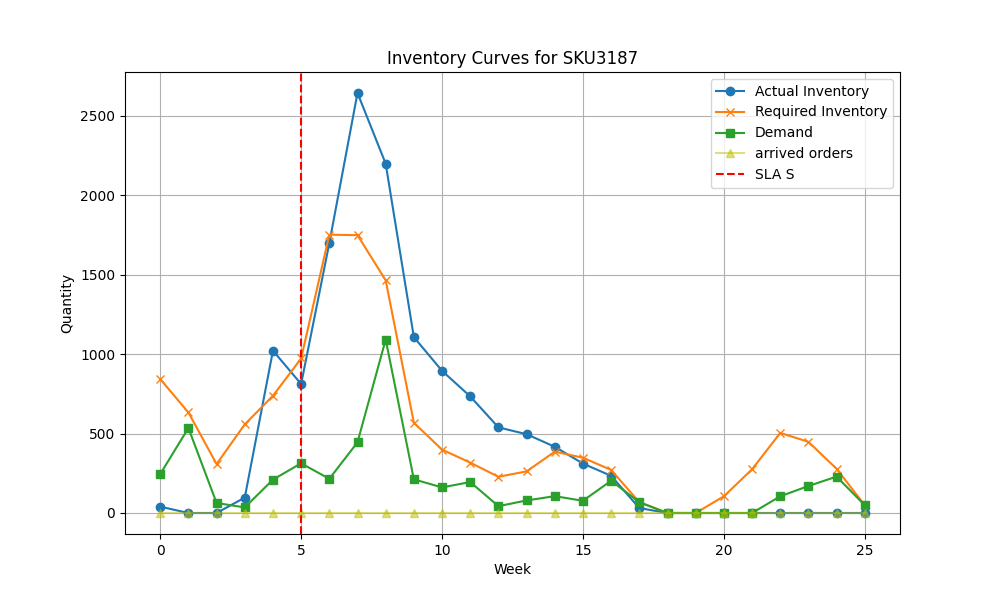 Inventory Curves for SKU3187
Actual Inventory
Required Inventory
Demand
arrived orders
SLA S
Quantity
2500
2000
1500
1000
500
0
0 5 10 15 20 25
Week